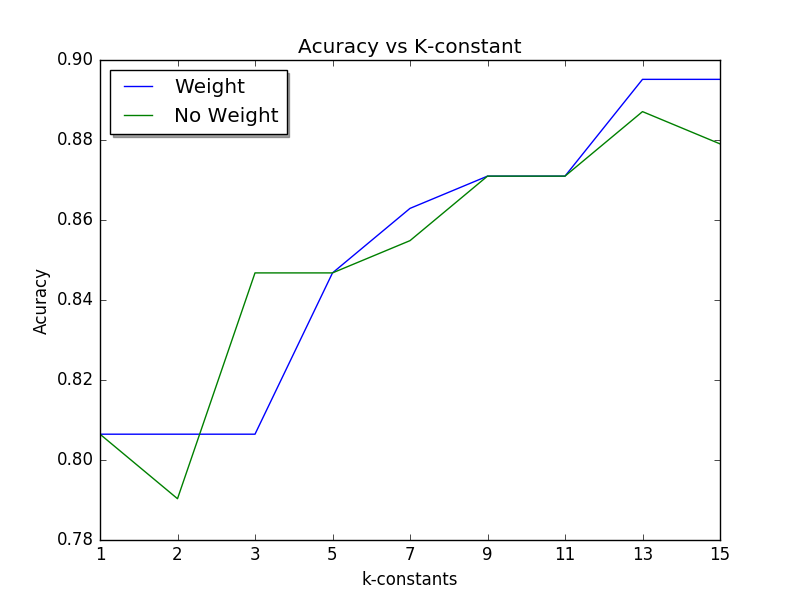 Acuracy vs K-constant
Weight
No Weight
0.90
0.88
0.86
0.84
0.82
0.80
0.78
Acuracy
1 2 3 5 7 9 11 13 15
k-constants